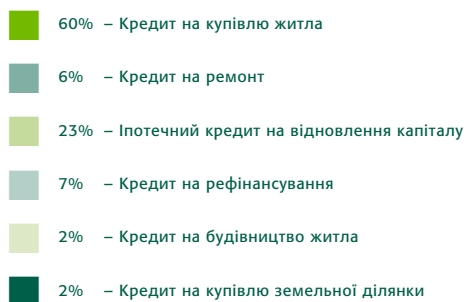 60% – Кредит на купівлю житла
6% – Кредит на ремонт
23% – Іпотечний кредит на відновлення капіталу
7% – Кредит на рефінансування
2% – Кредит на будівництво житла
2% – Кредит на купівлю земельної ділянки